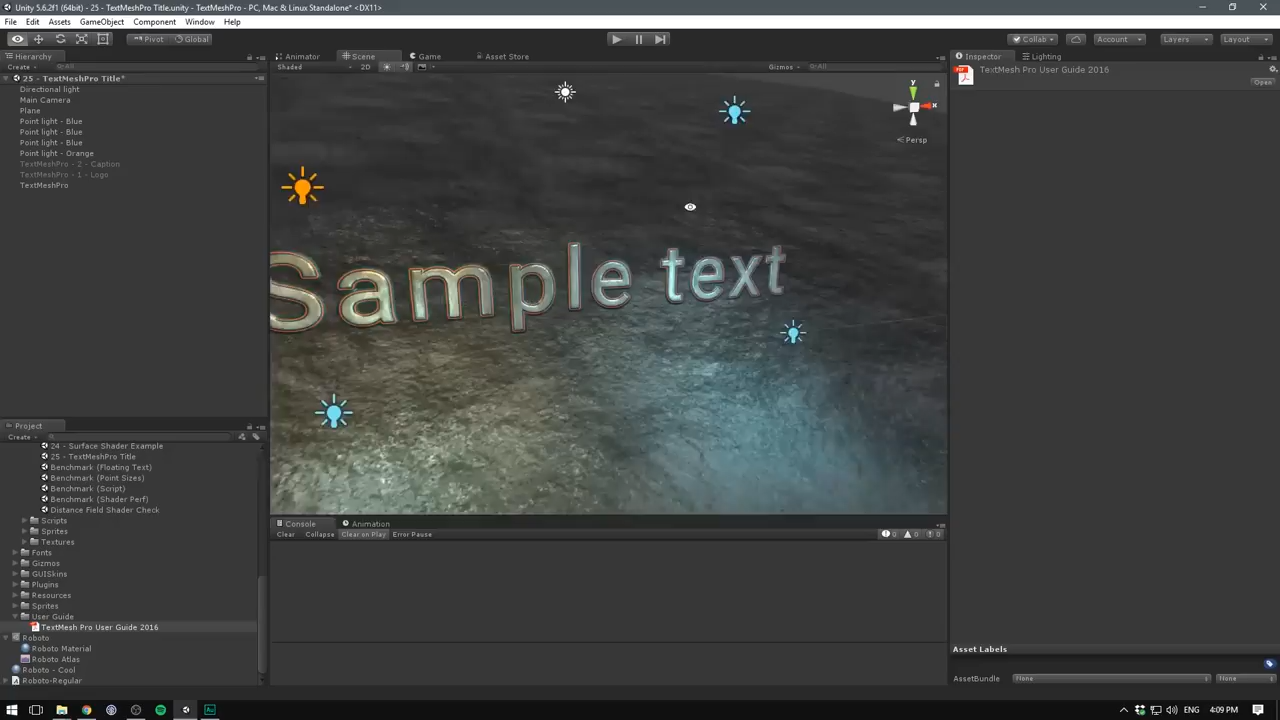 Unity 5.6.2f1 (64bit) - 25 - TextMeshPro Title.unity - TextMeshPro - PC, Mac & Linux Standalone* <DX11>
File Edit Assets GameObject Component Window Help
Pivot Global
Collab Account Layers Layout
Hierarchy
Create All
25 - TextMeshPro Title*
Directional light
Main Camera
Plane
Point light - Blue
Point light - Blue
Point light - Blue
Point light - Orange
TextMeshPro - 2 - Caption
TextMeshPro - 1 - Logo
TextMeshPro
Animator Scene Game Asset Store
Shaded 2D Gizmos All
y
x
Persp
Sample text
Inspector Lighting
TextMesh Pro User Guide 2016
Open
Project
Create
24 - Surface Shader Example
25 - TextMeshPro Title
Benchmark (Floating Text)
Benchmark (Point Sizes)
Benchmark (Script)
Benchmark (Shader Perf)
Distance Field Shader Check
Scripts
Sprites
Textures
Fonts
Gizmos
GUISkins
Plugins
Resources
Sprites
User Guide
TextMesh Pro User Guide 2016
Roboto
Roboto Material
Roboto Atlas
Roboto - Cool
Roboto-Regular
Console Animation
Clear Collapse Clear on Play Error Pause
0 0 0
Asset Labels
AssetBundle None None
ENG 4:09 PM